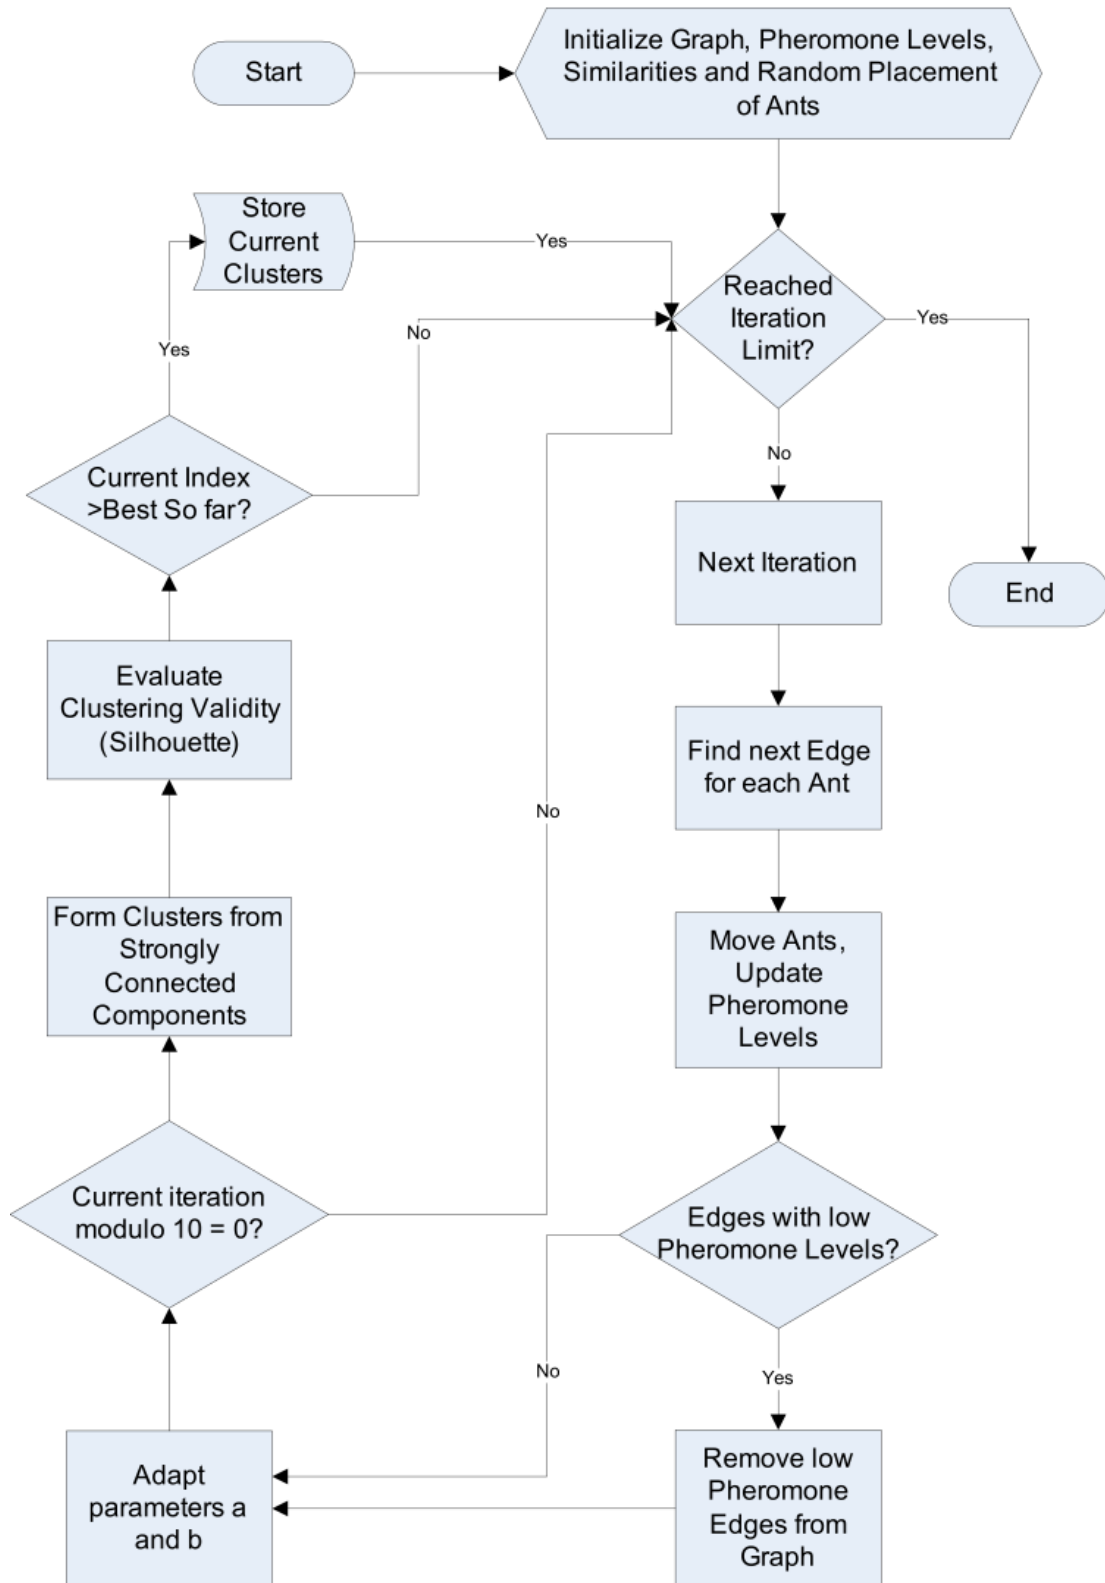 Start
Initialize Graph, Pheromone Levels,
Similarities and Random Placement
of Ants
Store
Current
Clusters
Yes
Reached
Iteration
Limit?
Yes
No
Yes
No
Current Index
>Best So far?
Next Iteration
End
Evaluate
Clustering Validity
(Silhouette)
Find next Edge
for each Ant
No
Form Clusters from
Strongly
Connected
Components
Move Ants,
Update
Pheromone
Levels
Current iteration
modulo 10 = 0?
Edges with low
Pheromone Levels?
No
Yes
Adapt
parameters a
and b
Remove low
Pheromone
Edges from
Graph